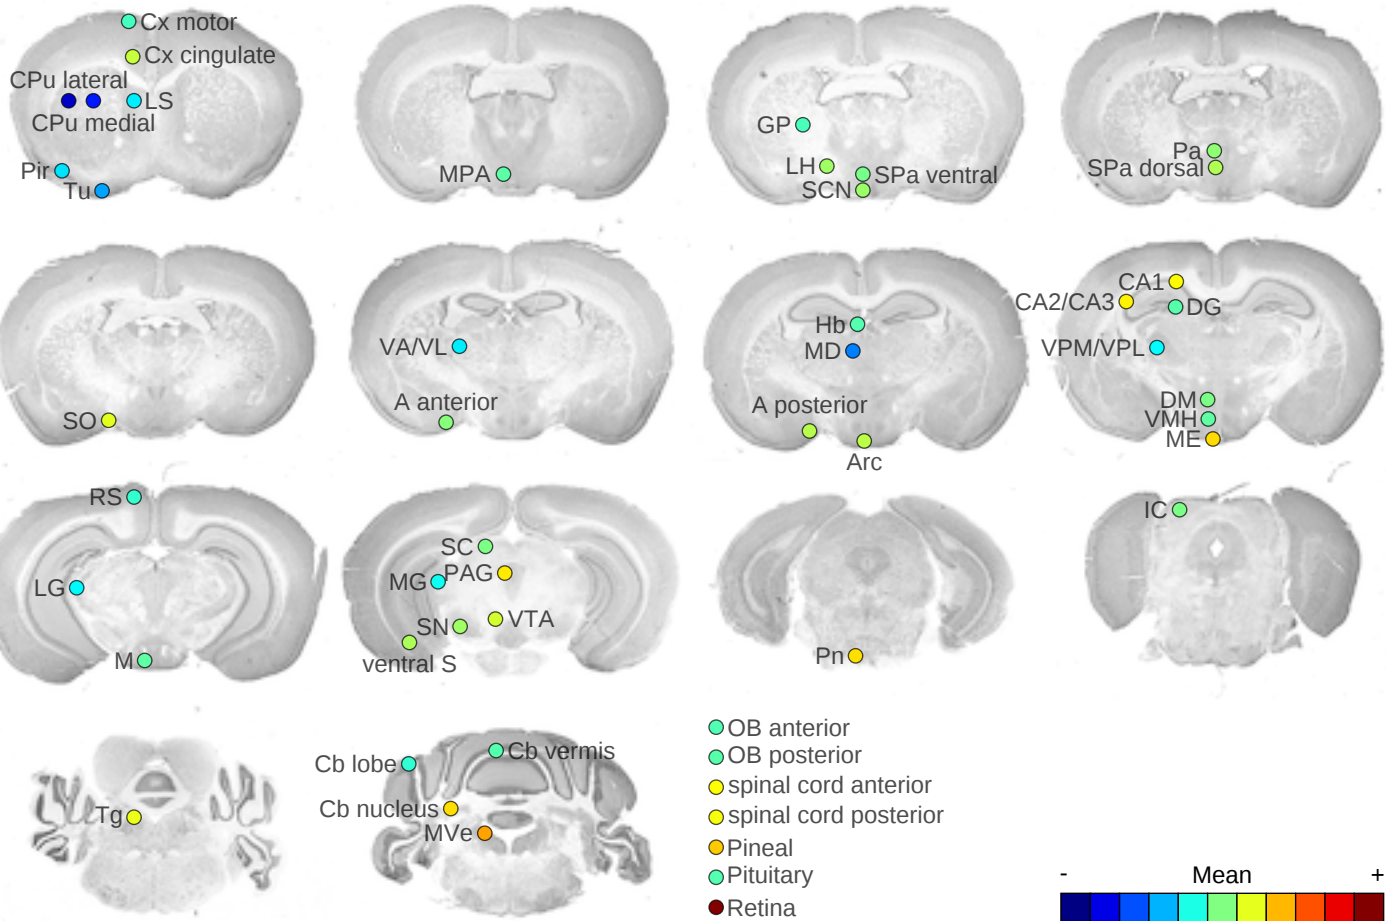 Cx motor
Cx cingulate
CPu lateral
LS
CPu medial
Pir
Tu
MPA
GP
LH
SPa ventral
SCN
Pa
SPa dorsal
SO
VA/VL
A anterior
Hb
MD
A posterior
Arc
CA1
CA2/CA3
DG
VPM/VPL
DM
VMH
ME
RS
LG
M
SC
MG
PAG
SN
VTA
ventral S
Pn
IC
Tg
Cb lobe
Cb vermis
Cb nucleus
MVe
OB anterior
OB posterior
spinal cord anterior
spinal cord posterior
Pineal
Pituitary
Retina
- Mean +